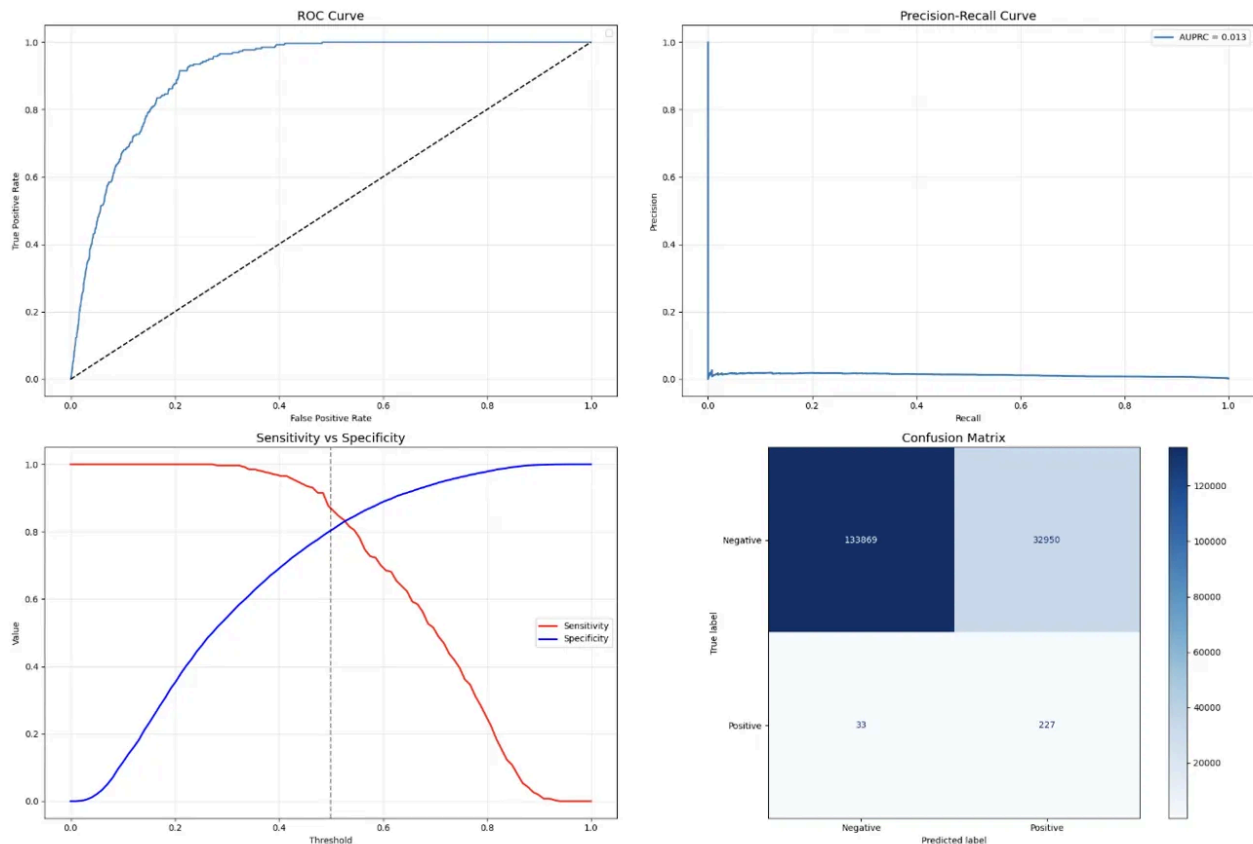 ROC Curve
1.0
0.8
0.6
0.4
0.2
0.0
True Positive Rate
0.0 0.2 0.4 0.6 0.8 1.0
False Positive Rate
Precision-Recall Curve
AUPRC = 0.013
1.0
0.8
0.6
0.4
0.2
0.0
Precision
0.0 0.2 0.4 0.6 0.8 1.0
Recall
Sensitivity vs Specificity
1.0
0.8
0.6
0.4
0.2
0.0
Value
Sensitivity
Specificity
0.0 0.2 0.4 0.6 0.8 1.0
Threshold
Confusion Matrix
Negative 133869 32950
Positive 33 227
True label
Negative Positive
Predicted label
120000
100000
80000
60000
40000
20000